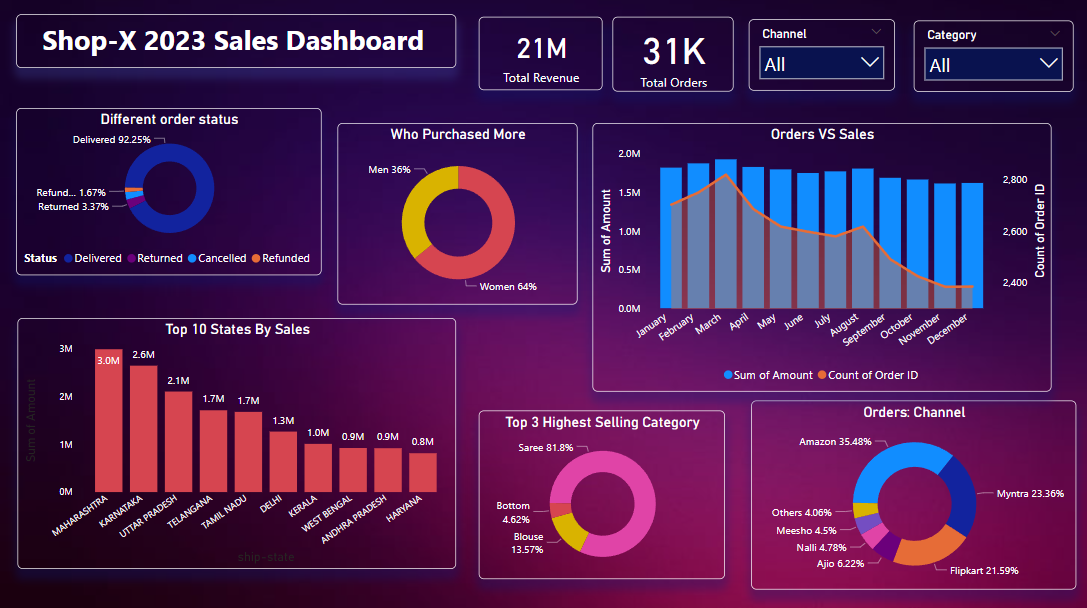 Shop-X 2023 Sales Dashboard
21M
Total Revenue
31K
Total Orders
Channel
All
Category
All
Different order status
Delivered 92.25%
Refund... 1.67%
Returned 3.37%
Status Delivered Returned Cancelled Refunded
Who Purchased More
Men 36%
Women 64%
Orders VS Sales
Sum of Amount
2.0M
1.5M
1.0M
0.5M
0.0M
2,800
2,600
2,400
Count of Order ID
January
February
March
April
May
June
July
August
September
October
November
December
Sum of Amount Count of Order ID
Top 10 States By Sales
Sum of Amount
3M
2M
1M
0M
3.0M
2.6M
2.1M
1.7M
1.7M
1.3M
1.0M
0.9M
0.9M
0.8M
MAHARASHTRA
KARNATAKA
UTTAR PRADESH
TELANGANA
TAMIL NADU
DELHI
KERALA
WEST BENGAL
ANDHRA PRADESH
HARYANA
ship-state
Top 3 Highest Selling Category
Saree 81.8%
Bottom
4.62%
Blouse
13.57%
Orders: Channel
Amazon 35.48%
Myntra 23.36%
Others 4.06%
Meesho 4.5%
Nalli 4.78%
Ajio 6.22%
Flipkart 21.59%